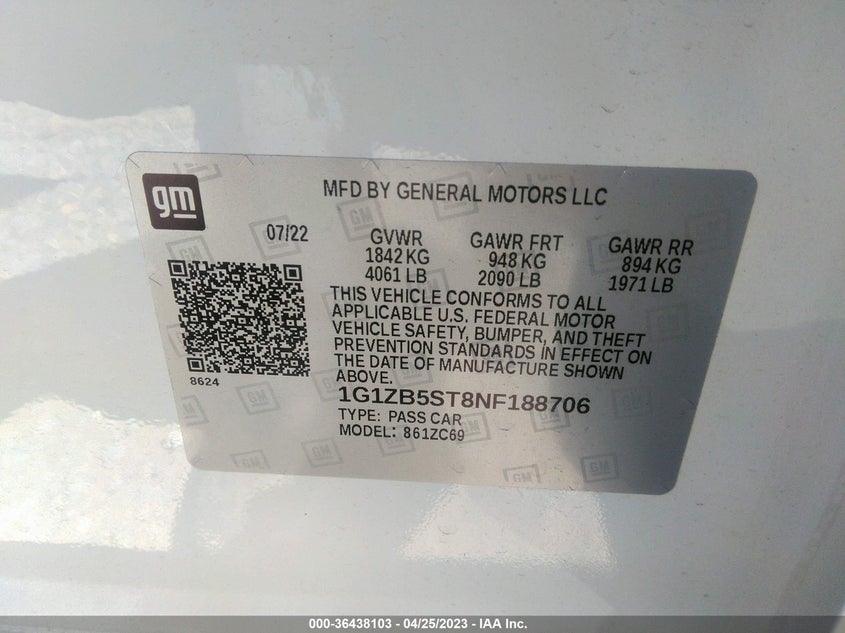 gm
MFD BY GENERAL MOTORS LLC
07/22
GVWR GAWR FRT GAWR RR
1842 KG 948 KG 894 KG
4061 LB 2090 LB 1971 LB
THIS VEHICLE CONFORMS TO ALL
APPLICABLE U.S. FEDERAL MOTOR
VEHICLE SAFETY, BUMPER, AND THEFT
PREVENTION STANDARDS IN EFFECT ON
THE DATE OF MANUFACTURE SHOWN
ABOVE.
8624
1G1ZB5ST8NF188706
TYPE: PASS CAR
MODEL: 861ZC69
000-36438103 - 04/25/2023 - IAA Inc.